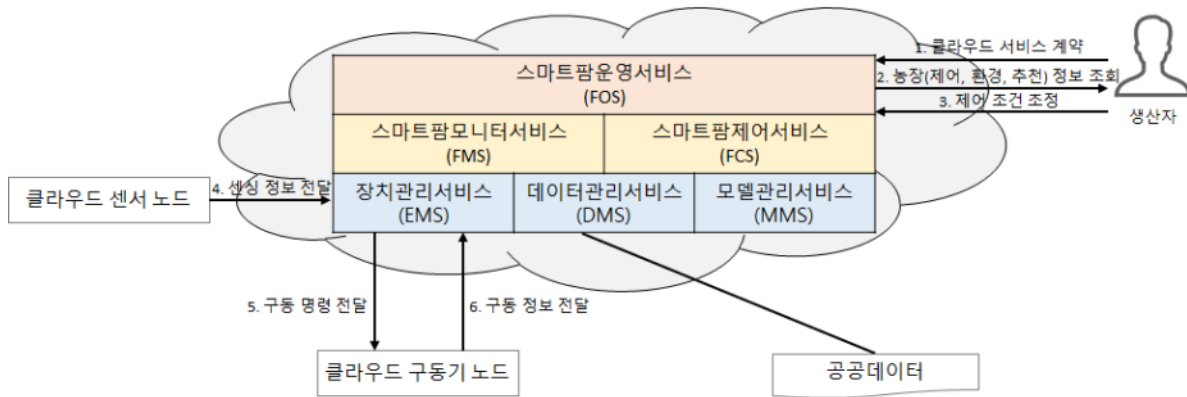 1. 클라우드 서비스 계약
스마트팜운영서비스
(FOS)
2. 농장(제어, 환경, 추천) 정보 조회
3. 제어 조건 조정
생산자
스마트팜모니터서비스
(FMS)
스마트팜제어서비스
(FCS)
클라우드 센서 노드
4. 센싱 정보 전달
장치관리서비스
(EMS)
데이터관리서비스
(DMS)
모델관리서비스
(MMS)
5. 구동 명령 전달
6. 구동 정보 전달
클라우드 구동기 노드
공공데이터